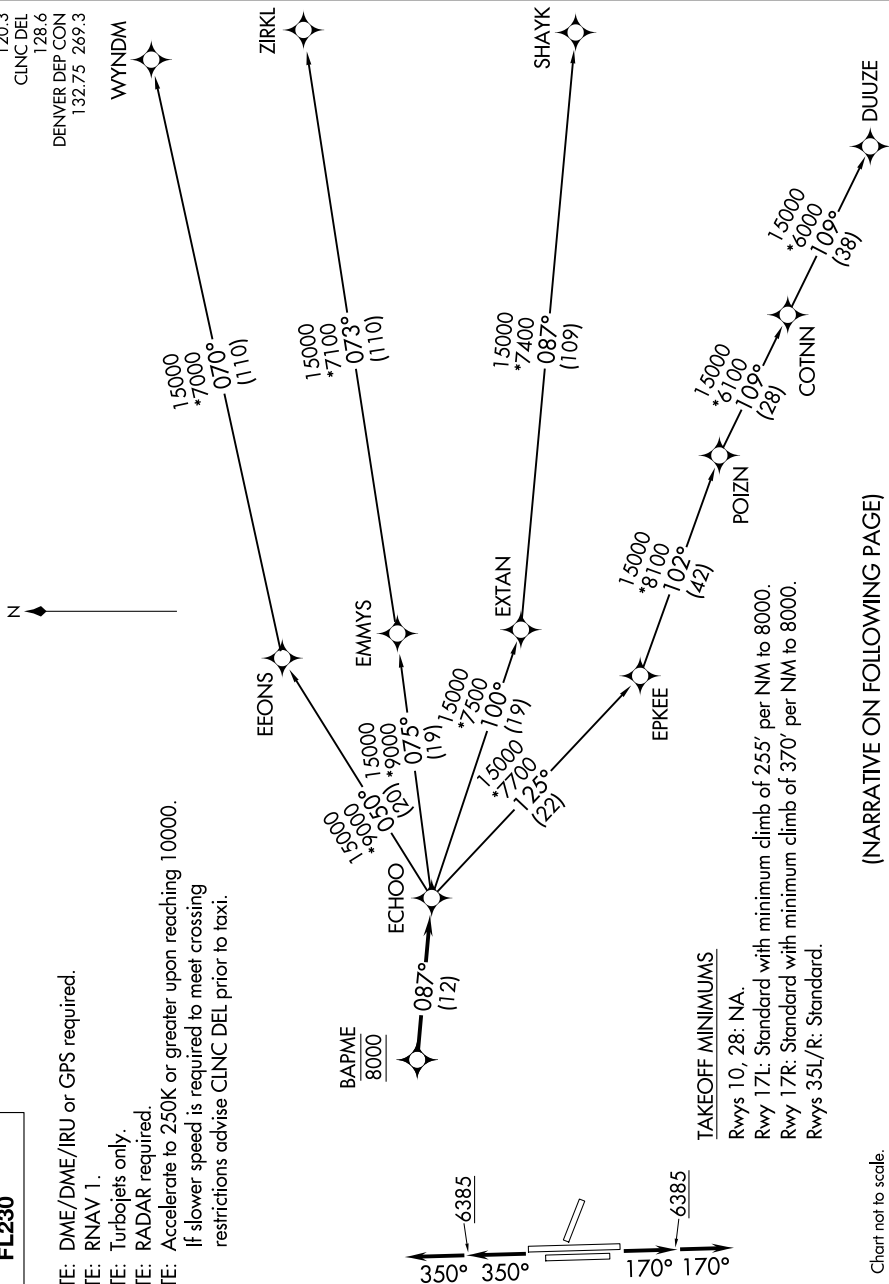 FL230
120.3
CLNC DEL
128.6
DENVER DEP CON
132.75 269.3
TE: DME/DME/IRU or GPS required.
TE: RNAV 1.
TE: Turbojets only.
TE: RADAR required.
TE: Accelerate to 250K or greater upon reaching 10000.
If slower speed is required to meet crossing
restrictions advise CLNC DEL prior to taxi.
N
WYNDM
ZIRKL
SHAYK
DUUZE
15000
*7000
070°
(110)
15000
*7100
073°
(110)
15000
*7400
087°
(109)
15000
*6000
109°
(38)
COTNN
15000
*6100
109°
(28)
POIZN
15000
*8100
102°
(42)
EEONS
EMMYS
EXTAN
EPKEE
15000
*9000
050°
(20)
15000
*9000
075°
(19)
15000
*7500
100°
(19)
15000
*7700
125°
(22)
ECHOO
087°
(12)
BAPME
8000
6385
350° 350°
6385
170° 170°
TAKEOFF MINIMUMS
Rwys 10, 28: NA.
Rwy 17L: Standard with minimum climb of 255' per NM to 8000.
Rwy 17R: Standard with minimum climb of 370' per NM to 8000.
Rwys 35L/R: Standard.
(NARRATIVE ON FOLLOWING PAGE)
Chart not to scale.